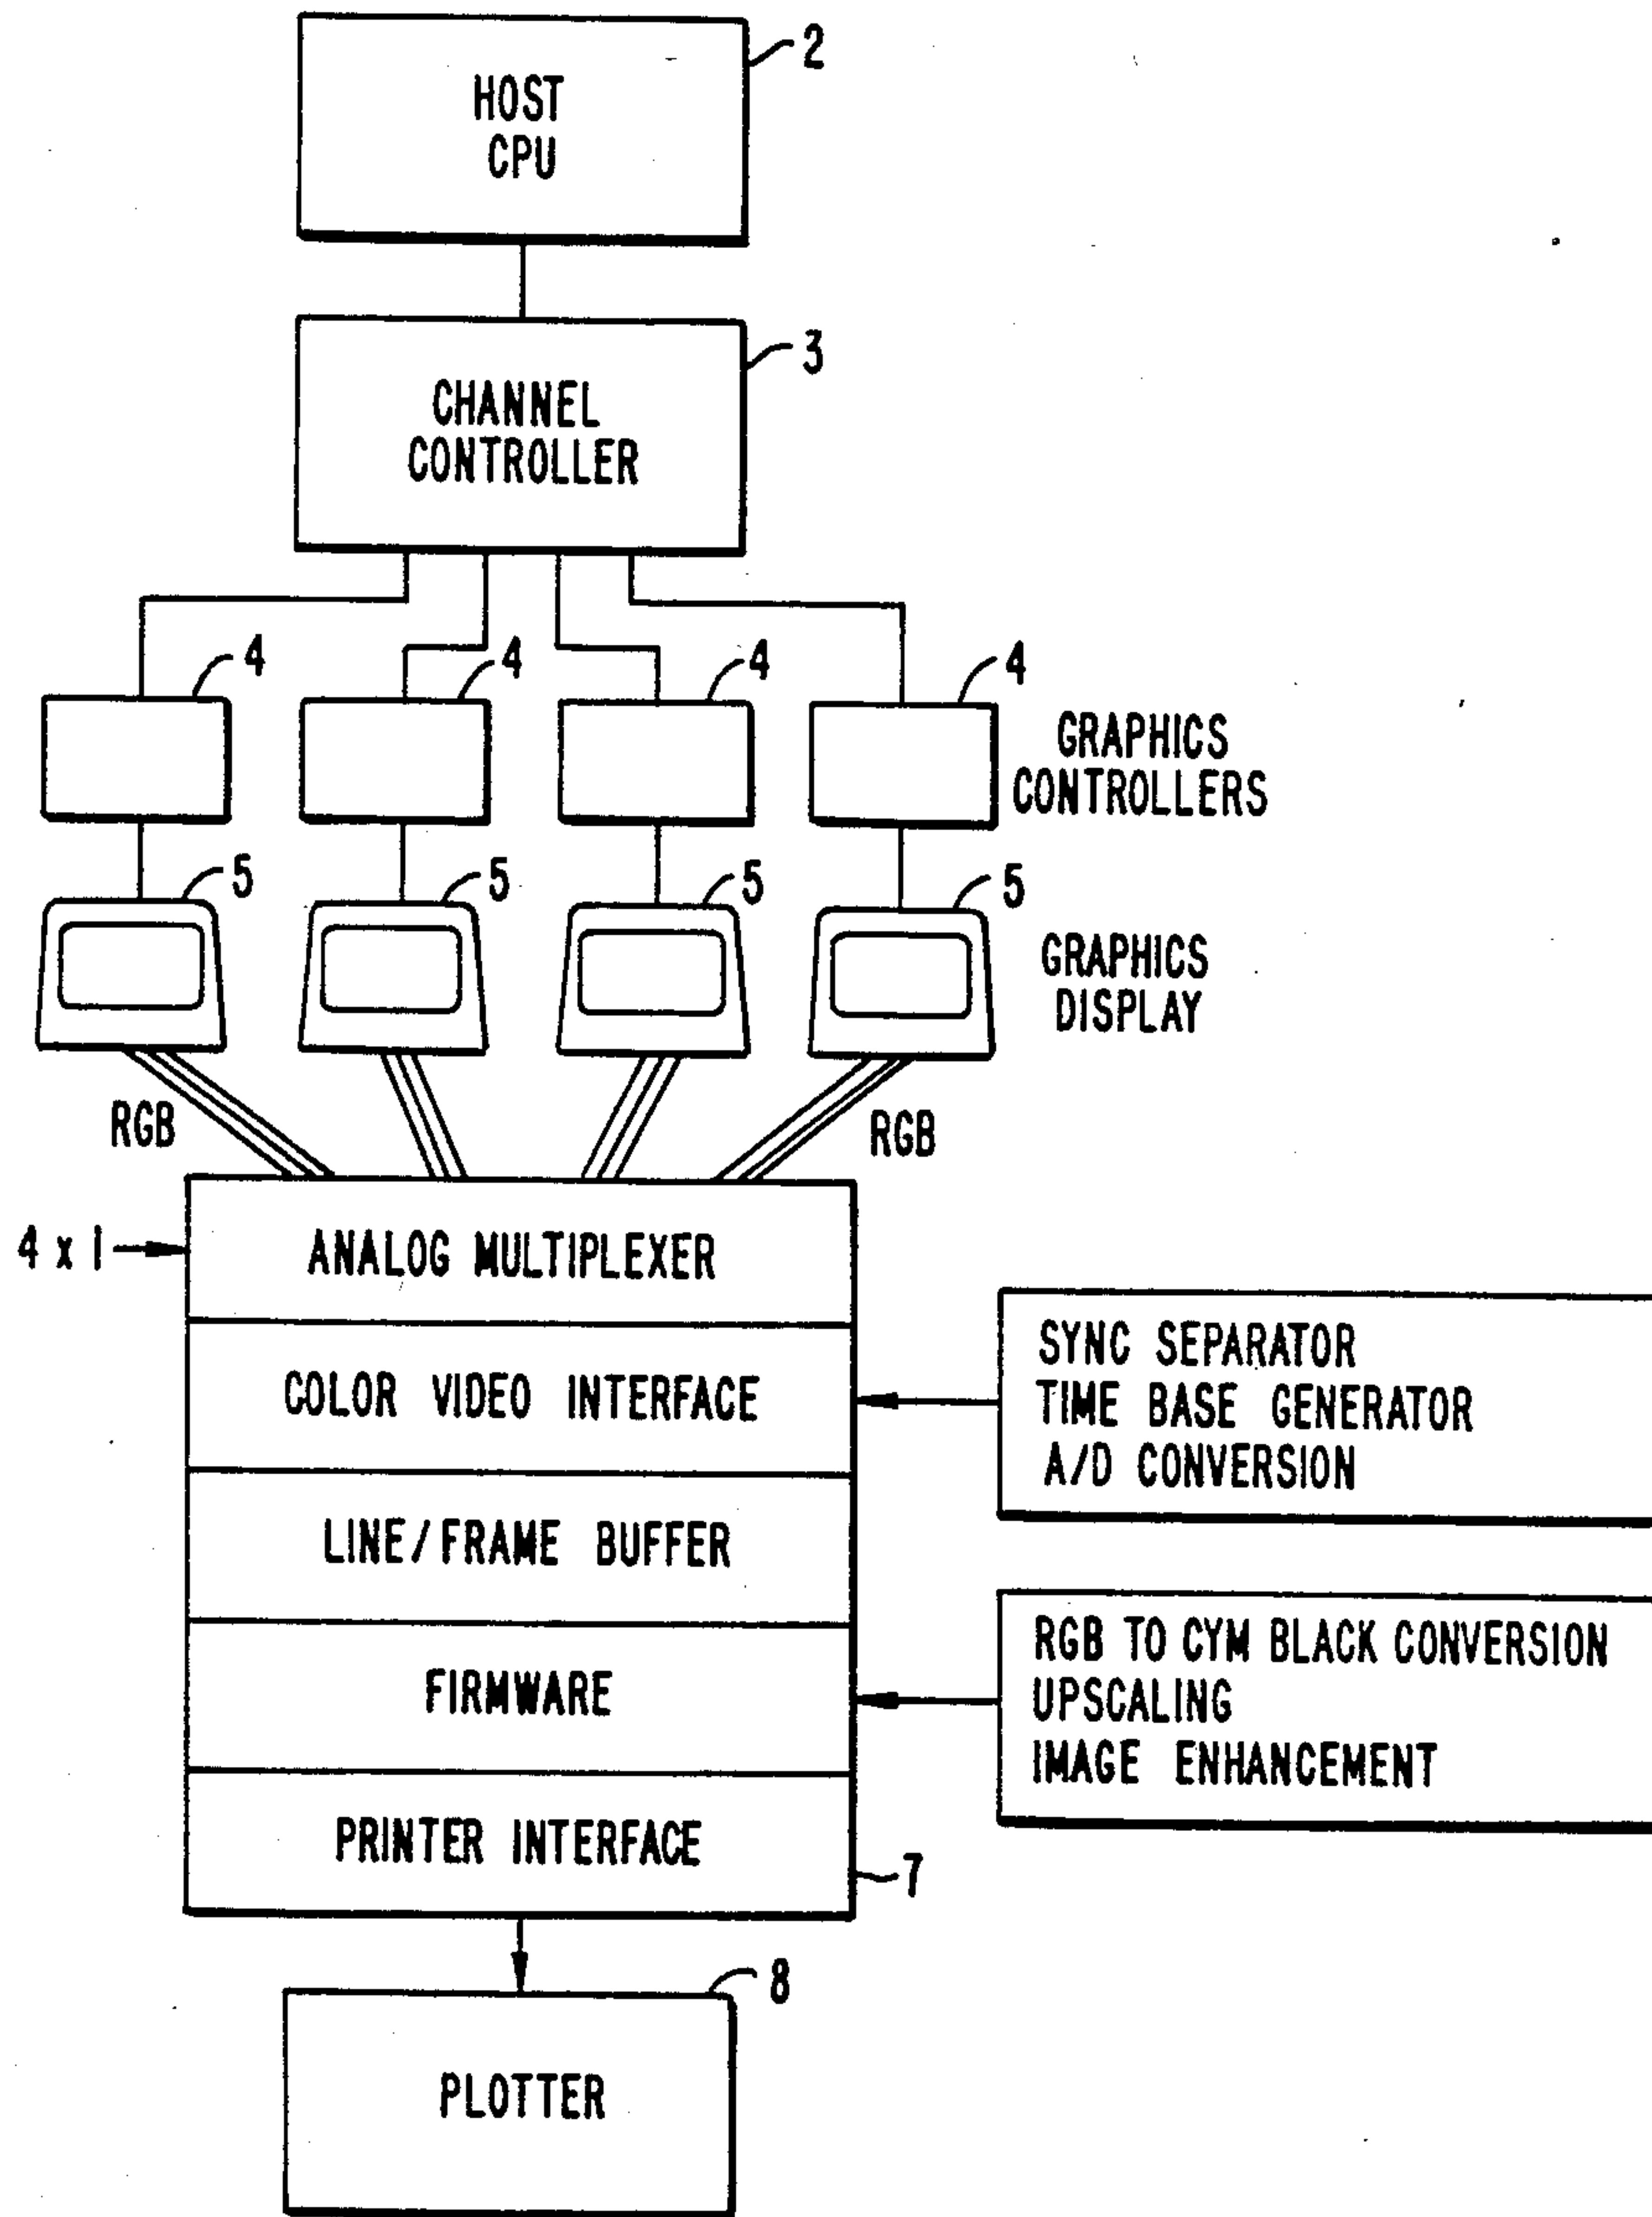 2
HOST
CPU
3
CHANNEL
CONTROLLER
4
4
4
4
GRAPHICS
CONTROLLERS
5
5
5
5
GRAPHICS
DISPLAY
RGB
RGB
4 x 1
ANALOG MULTIPLEXER
COLOR VIDEO INTERFACE
SYNC SEPARATOR
TIME BASE GENERATOR
A/D CONVERSION
LINE/FRAME BUFFER
FIRMWARE
RGB TO CYM BLACK CONVERSION
UPSCALING
IMAGE ENHANCEMENT
PRINTER INTERFACE
7
8
PLOTTER